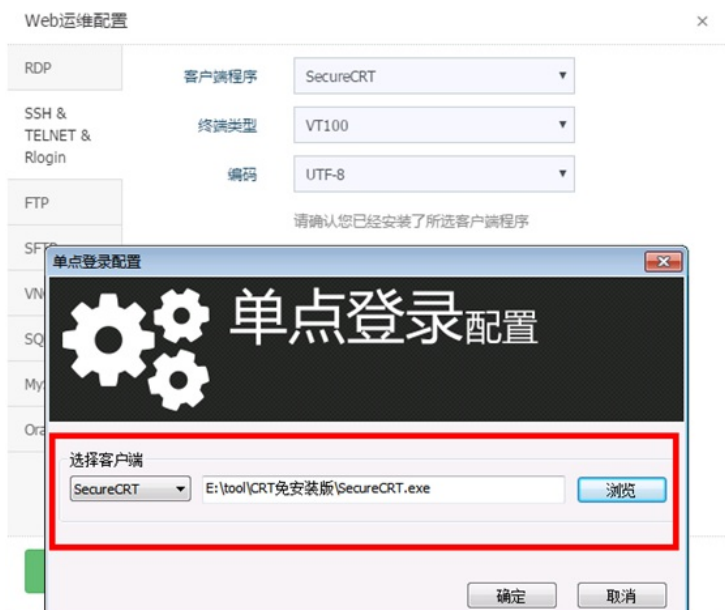 Web运维配置
RDP
客户端程序
SecureCRT
SSH &
TELNET &
Rlogin
终端类型
VT100
编码
UTF-8
FTP
请确认您已经安装了所选客户端程序
单点登录配置
单点登录配置
选择客户端
SecureCRT
E:\tool\CRT免安装版\SecureCRT.exe
浏览
确定
取消